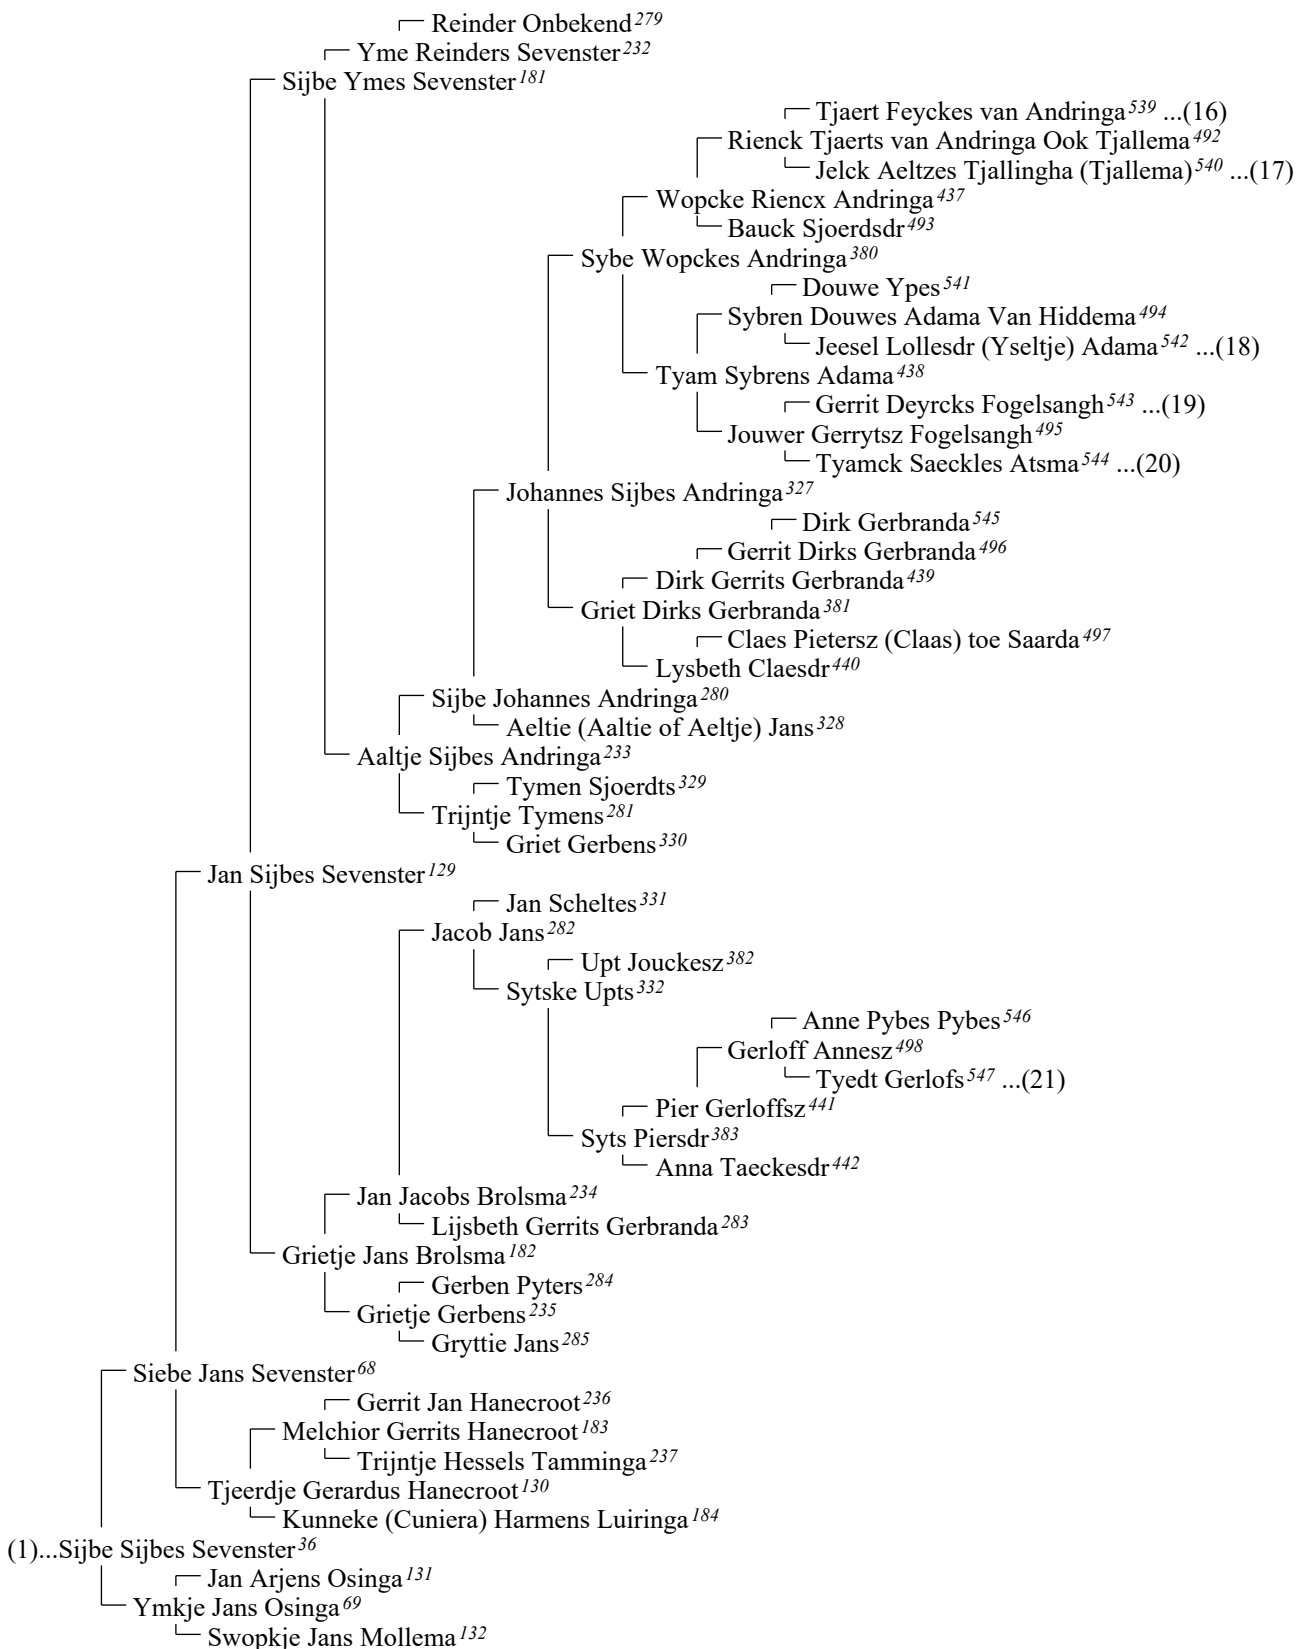 Reinder Onbekend279
Yme Reinders Sevenster232
Sijbe Ymes Sevenster181
Tjaert Feyckes van Andringa539 ...(16)
Rienck Tjaerts van Andringa Ook Tjallema492
Jelck Aeltzes Tjallingha (Tjallema)540 ...(17)
Wopcke Riencx Andringa437
Bauck Sjoerdsdr493
Sybe Wopckes Andringa380
Douwe Ypes541
Sybren Douwes Adama Van Hiddema494
Jeesel Lollesdr (Yseltje) Adama542 ...(18)
Tyam Sybrens Adama438
Gerrit Deyrcks Fogelsangh543 ...(19)
Jouwer Gerrytsz Fogelsangh495
Tyamck Saeckles Atsma544 ...(20)
Johannes Sijbes Andringa327
Dirk Gerbranda545
Gerrit Dirks Gerbranda496
Dirk Gerrits Gerbranda439
Griet Dirks Gerbranda381
Claes Pietersz (Claas) toe Saarda497
Lysbeth Claesdr440
Sijbe Johannes Andringa280
Aeltie (Aaltie of Aeltje) Jans328
Aaltje Sijbes Andringa233
Tymen Sjoerdts329
Trijntje Tymens281
Griet Gerbens330
Jan Sijbes Sevenster129
Jan Scheltes331
Jacob Jans282
Upt Jouckesz382
Sytske Upts332
Anne Pybes Pybes546
Gerloff Annesz498
Tyedt Gerlofs547 ...(21)
Pier Gerloffsz441
Syts Piersdr383
Anna Taeckesdr442
Jan Jacobs Brolsma234
Lijsbeth Gerrits Gerbranda283
Grietje Jans Brolsma182
Gerben Pyters284
Grietje Gerbens235
Gryttie Jans285
Siebe Jans Sevenster68
Gerrit Jan Hanecroot236
Melchior Gerrits Hanecroot183
Trijntje Hessels Tamminga237
Tjeerdje Gerardus Hanecroot130
Kunneke (Cuniera) Harmens Luiringa184
(1)...Sijbe Sijbes Sevenster36
Jan Arjens Osinga131
Ymkje Jans Osinga69
Swopkje Jans Mollema132